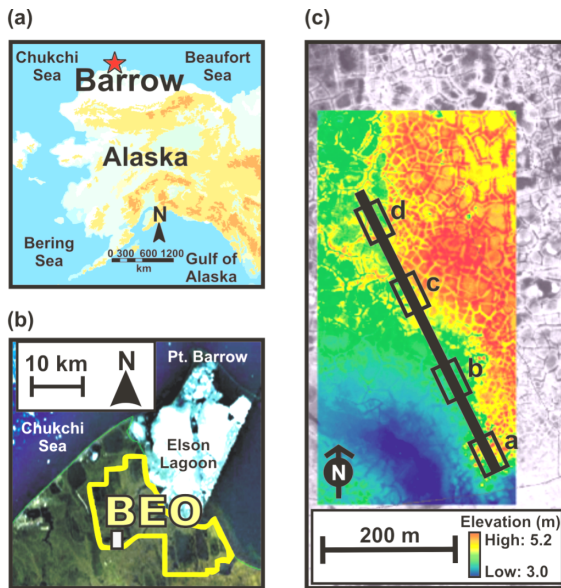 (a)
Chukchi
Sea
Beaufort
Sea
Barrow
Alaska
N
Bering
Sea
0 300 600 1200
km
Gulf of
Alaska
(b)
10 km
N
Pt. Barrow
Chukchi
Sea
Elson
Lagoon
BEO
(c)
d
c
b
a
N
200 m
Elevation (m)
High: 5.2
Low: 3.0